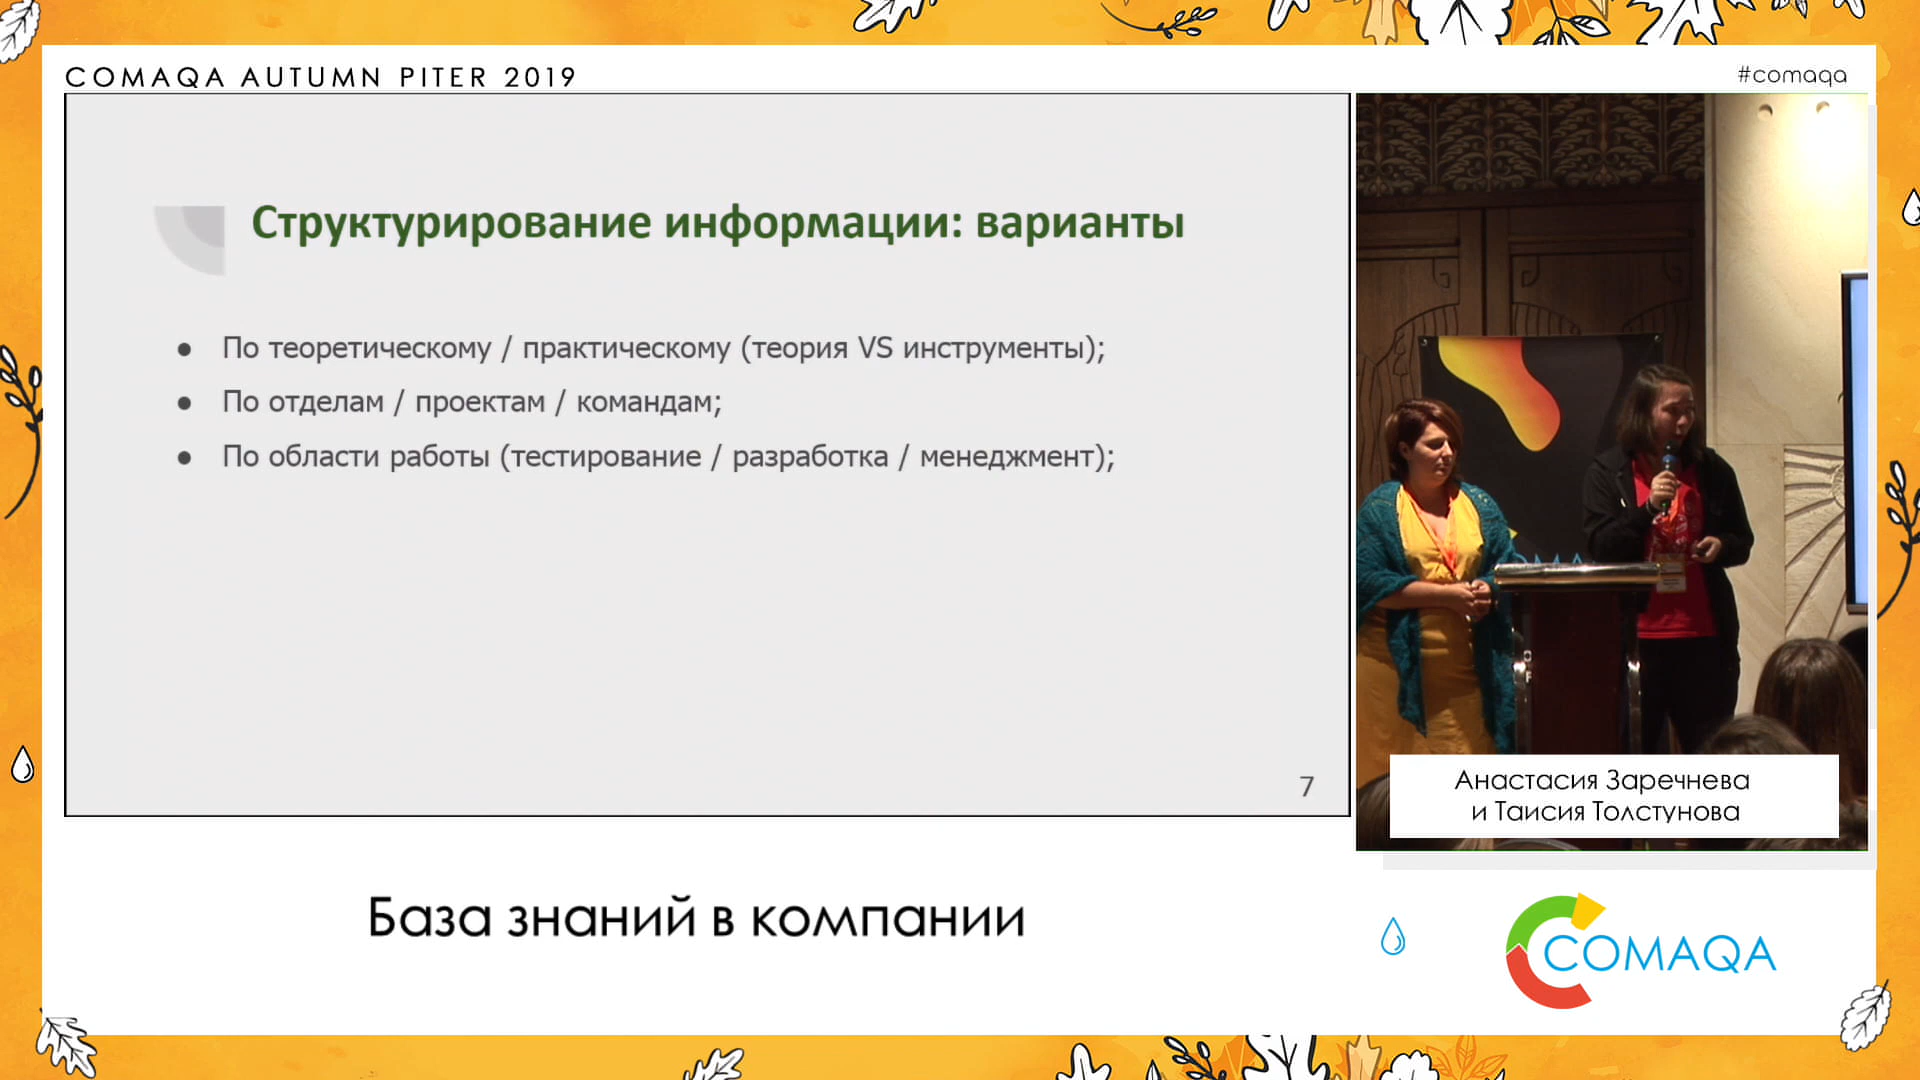 COMAQA AUTUMN PITER 2019
#comaqa
Структурирование информации: варианты
● По теоретическому / практическому (теория VS инструменты);
● По отделам / проектам / командам;
● По области работы (тестирование / разработка / менеджмент);
7
Анастасия Заречнева
и Таисия Толстунова
База знаний в компании
COMAQA